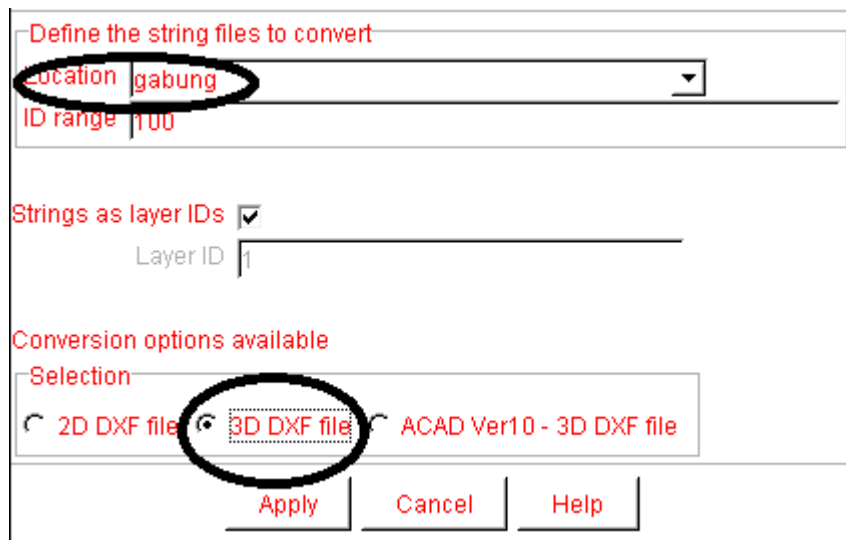 Define the string files to convert
Location gabung
ID range 100
Strings as layer IDs
Layer ID 1
Conversion options available
Selection
2D DXF file 3D DXF file ACAD Ver10 - 3D DXF file
Apply Cancel Help